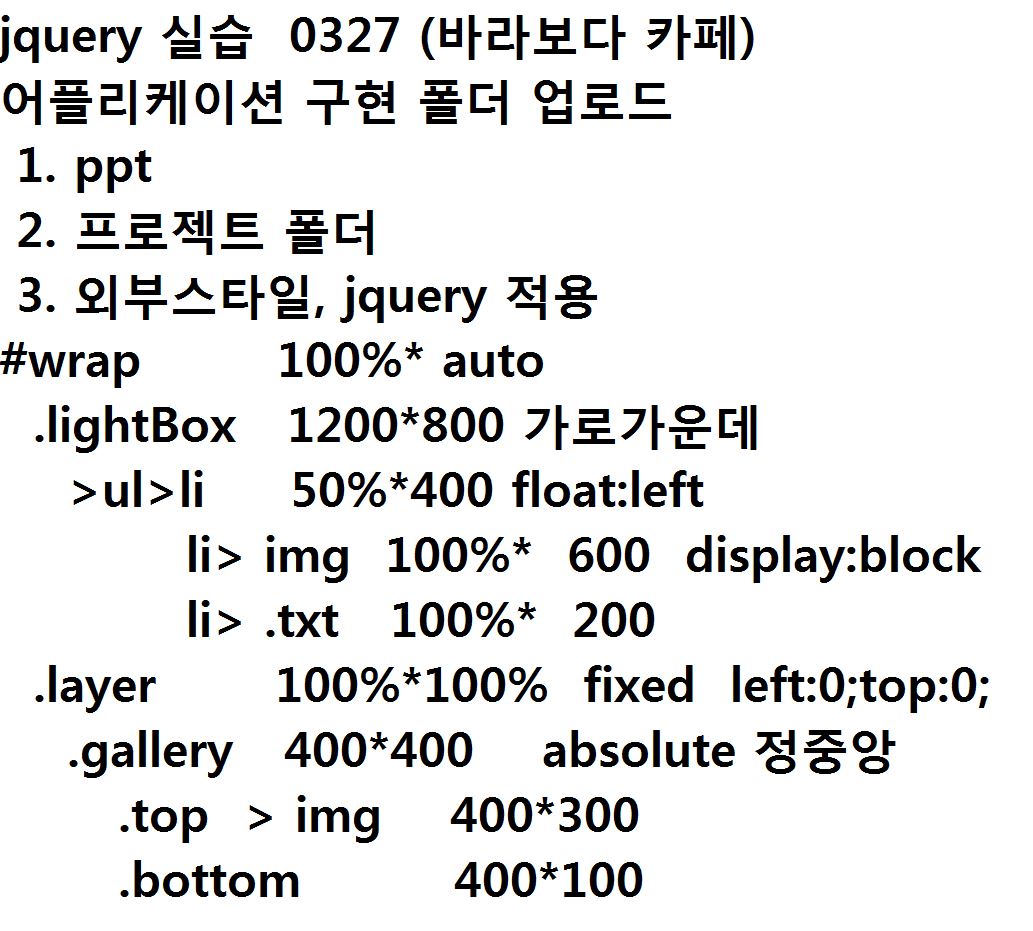 jquery 실습 0327 (바라보다 카페)
어플리케이션 구현 폴더 업로드
1. ppt
2. 프로젝트 폴더
3. 외부스타일, jquery 적용
#wrap 100%* auto
.lightBox 1200*800 가로가운데
>ul>li 50%*400 float:left
li> img 100%* 600 display:block
li> .txt 100%* 200
.layer 100%*100% fixed left:0;top:0;
.gallery 400*400 absolute 정중앙
.top > img 400*300
.bottom 400*100